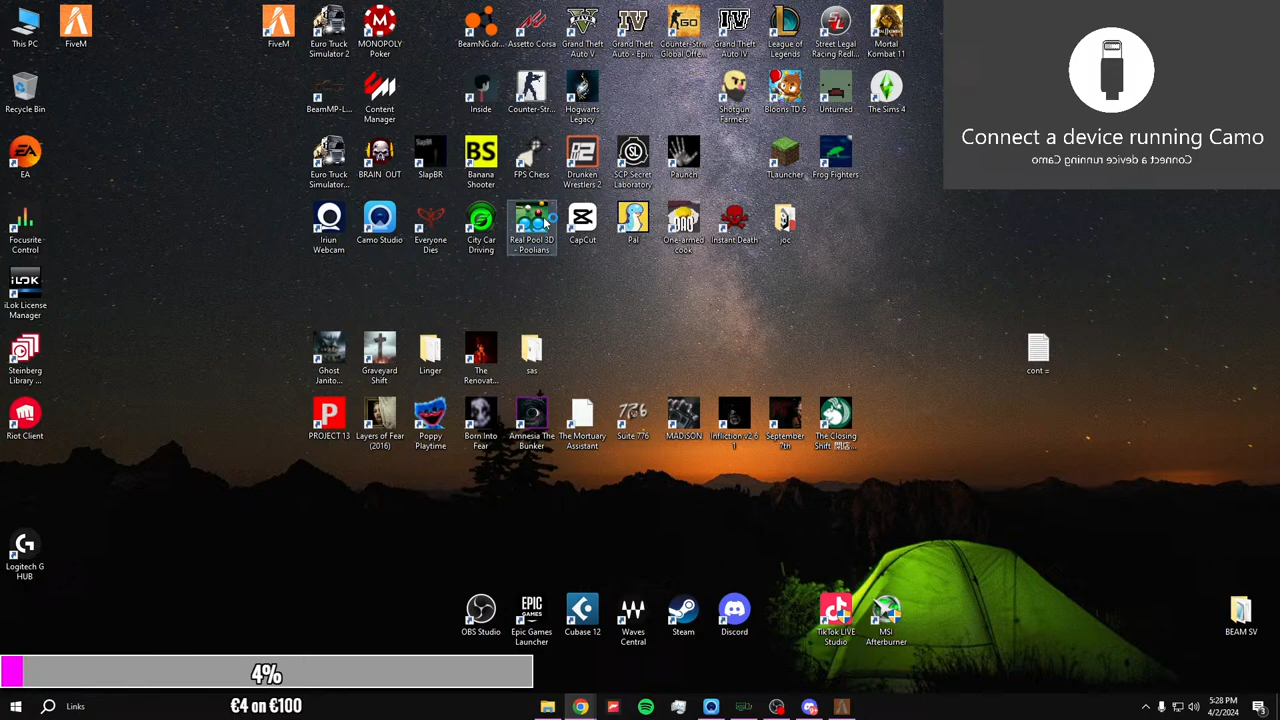 This PC
FiveM
FiveM
Euro Truck Simulator 2
MONOPOLY Poker
BeamNG.dr...
Assetto Corsa
Grand Theft Auto V
Grand Theft Auto - Epi...
Counter-Str... Global Offe...
Grand Theft Auto IV
League of Legends
Street Legal Racing Redl...
Mortal Kombat 11
Recycle Bin
BeamMP-L...
Content Manager
Inside
Counter-Str...
Hogwarts Legacy
Shotgun Farmers
Bloons TD 6
Unturned
The Sims 4
Connect a device running Camo
Connect a device running Camo
EA
Euro Truck Simulator...
BRAIN OUT
SlapBR
BS
Banana Shooter
FPS Chess
Drunken Wrestlers 2
SCP Secret Laboratory
Paunch
TLauncher
Frog Fighters
Focusrite Control
Iriun Webcam
Camo Studio
Everyone Dies
City Car Driving
Real Pool 3D - Poolians
CapCut
Pal
One-armed cook
Instant Death
joc
iLOK
iLok License Manager
Steinberg Library ...
Ghost Janito...
Graveyard Shift
Linger
The Renovat...
sas
cont =
Riot Client
PROJECT 13
Layers of Fear (2016)
Poppy Playtime
Born Into Fear
Amnesia The Bunker
The Mortuary Assistant
Suite 776
MADiSON
Infliction v2.6 1
September 7th
The Closing Shift 閉店...
Logitech G HUB
OBS Studio
EPIC GAMES
Epic Games Launcher
Cubase 12
Waves Central
Steam
Discord
TikTok LIVE Studio
MSI Afterburner
BEAM SV
4%
€4 on €100
Links
5:28 PM
4/2/2024